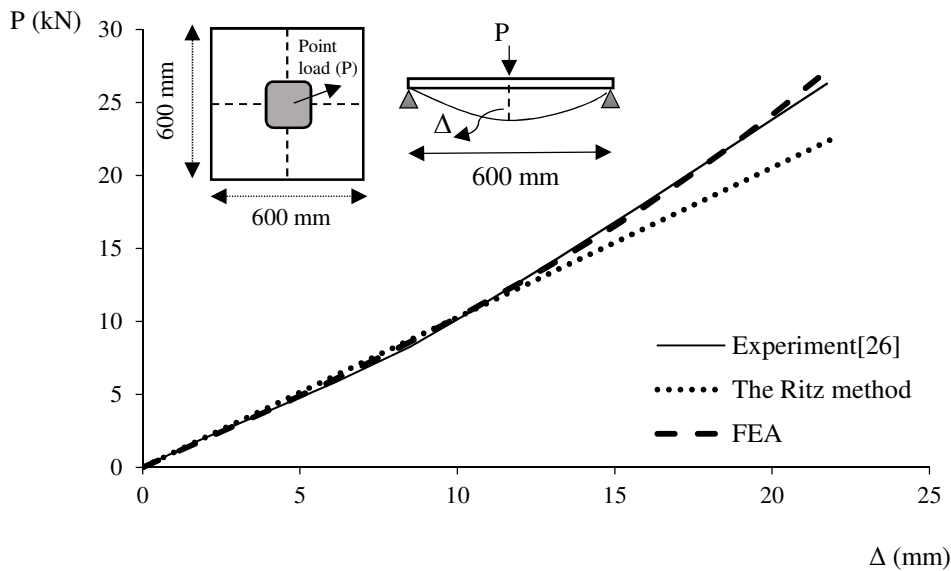 P (kN)
30
25
20
15
10
5
0
Point
load (P)
600 mm
600 mm
P
Δ
600 mm
Experiment[26]
The Ritz method
FEA
0
5
10
15
20
25
Δ (mm)